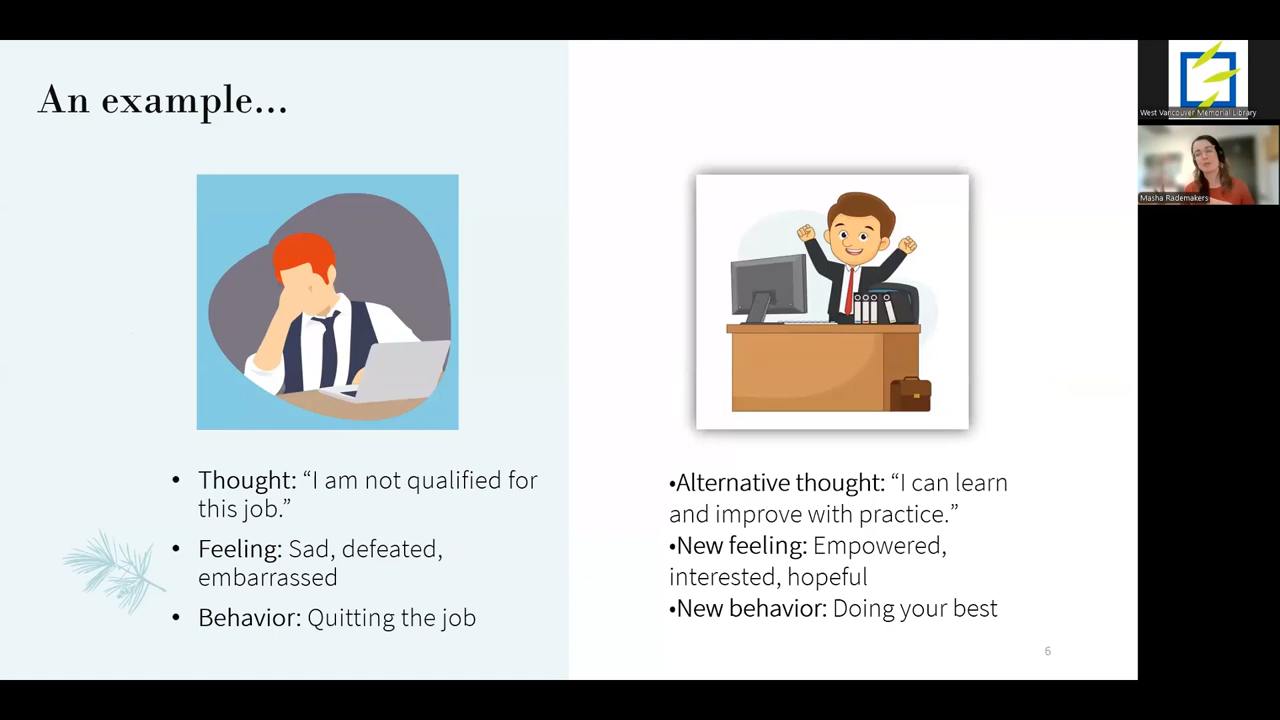 An example...
• Thought: “I am not qualified for
this job.”
• Feeling: Sad, defeated,
embarrassed
• Behavior: Quitting the job
•Alternative thought: “I can learn
and improve with practice.”
•New feeling: Empowered,
interested, hopeful
•New behavior: Doing your best
6
West Vancouver Memorial Library
Masha Rademakers